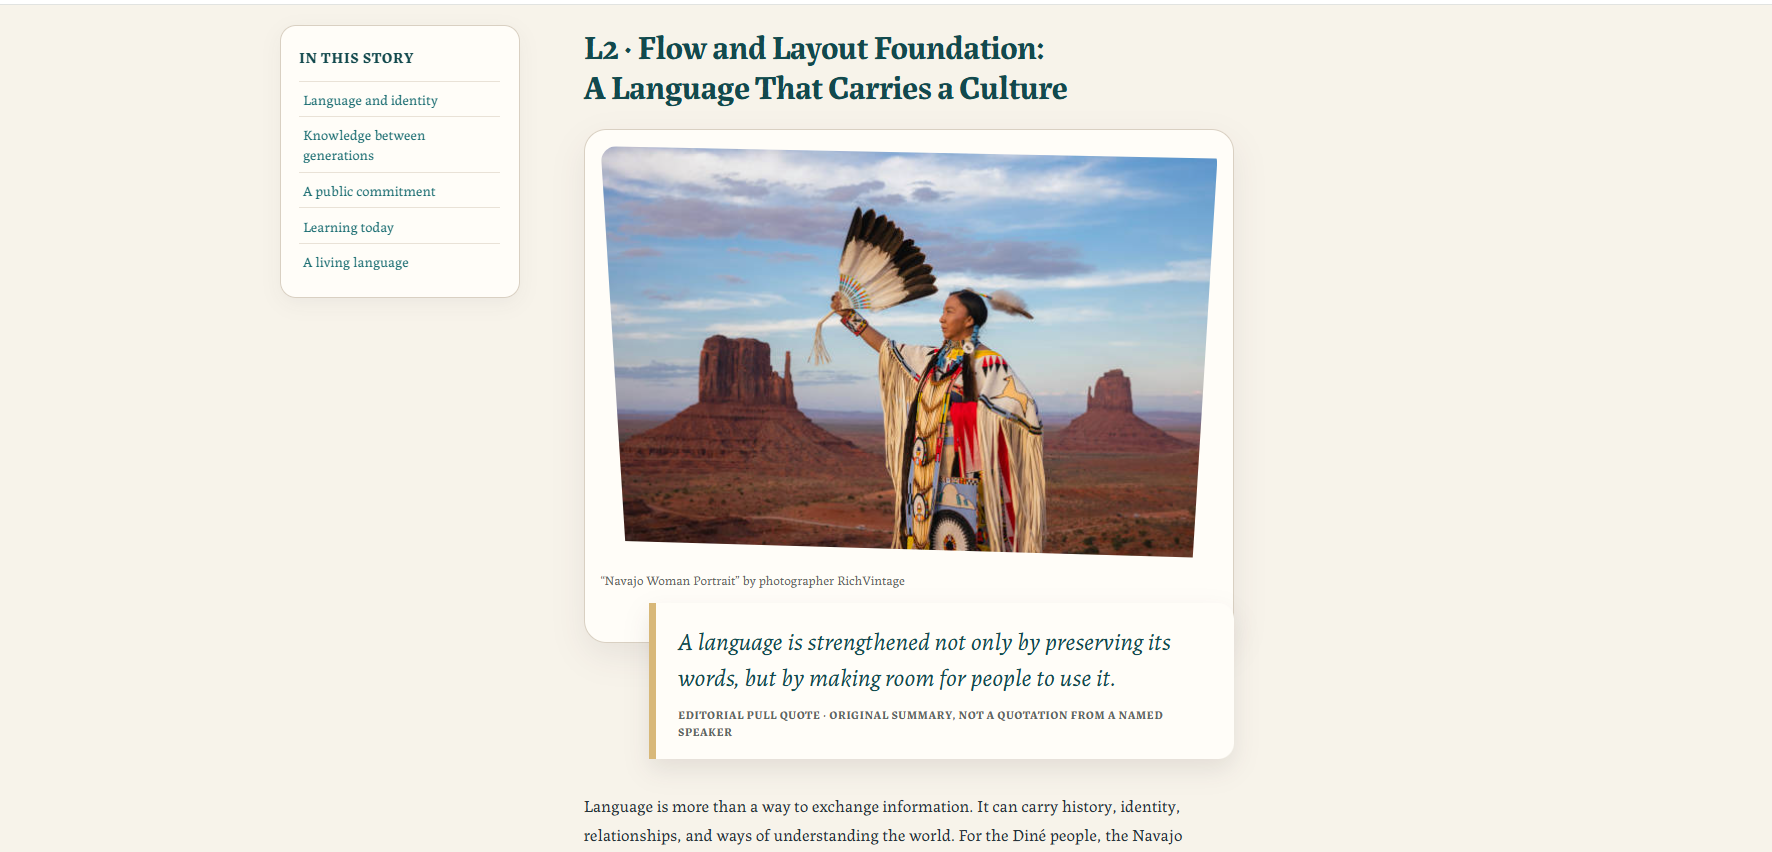 IN THIS STORY
Language and identity
Knowledge between
generations
A public commitment
Learning today
A living language
L2 · Flow and Layout Foundation:
A Language That Carries a Culture
“Navajo Woman Portrait” by photographer RichVintage
A language is strengthened not only by preserving its
words, but by making room for people to use it.
EDITORIAL PULL QUOTE · ORIGINAL SUMMARY, NOT A QUOTATION FROM A NAMED
SPEAKER
Language is more than a way to exchange information. It can carry history, identity,
relationships, and ways of understanding the world. For the Diné people, the Navajo